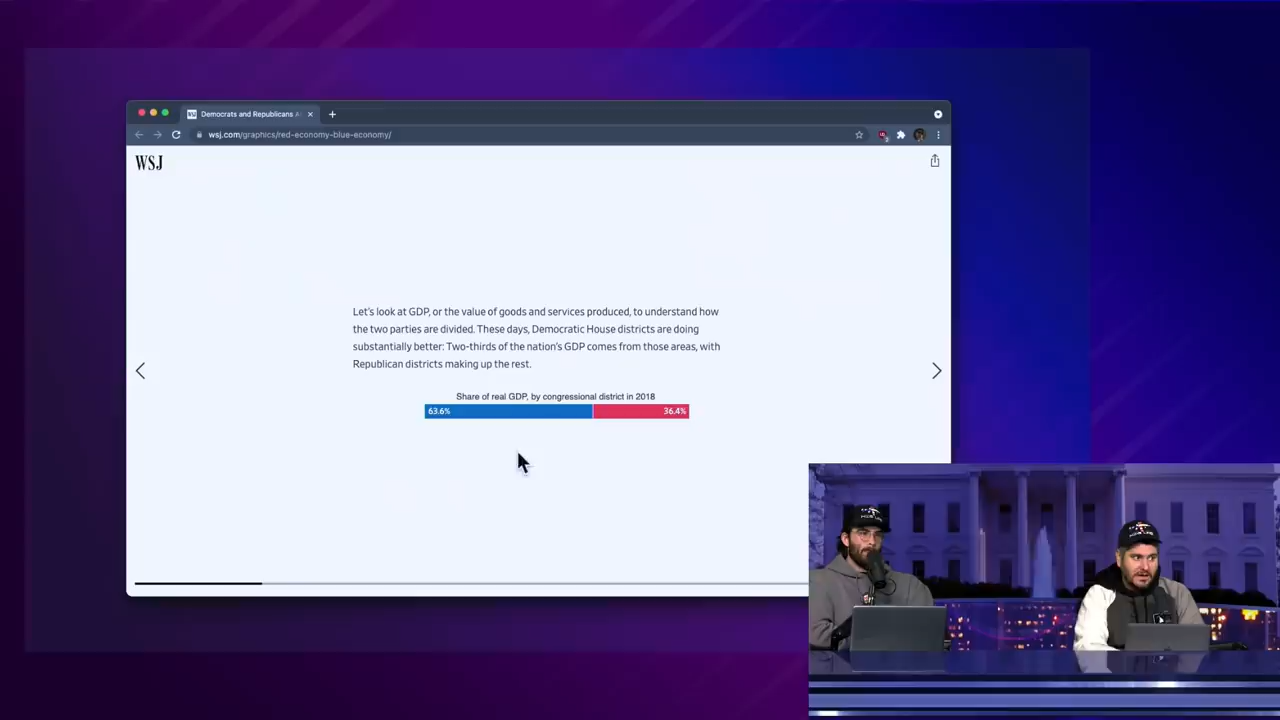 Democrats and Republicans A
wsj.com/graphics/red-economy-blue-economy/
WSJ
Let's look at GDP, or the value of goods and services produced, to understand how
the two parties are divided. These days, Democratic House districts are doing
substantially better: Two-thirds of the nation's GDP comes from those areas, with
Republican districts making up the rest.
Share of real GDP, by congressional district in 2018
63.6% 36.4%